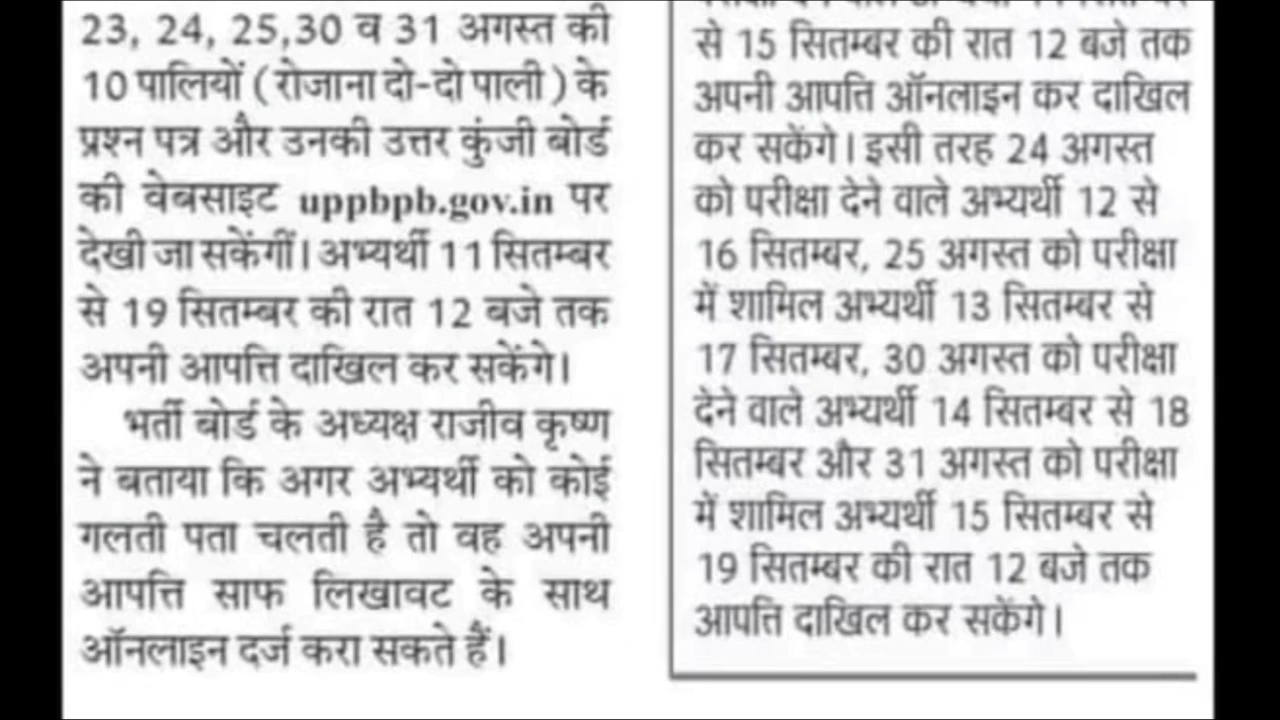 23, 24, 25,30 व 31 अगस्त की
10 पालियों (रोजाना दो-दो पाली) के
प्रश्न पत्र और उनकी उत्तर कुंजी बोर्ड
की वेबसाइट uppbpb.gov.in पर
देखी जा सकेंगीं। अभ्यर्थी 11 सितम्बर
से 19 सितम्बर की रात 12 बजे तक
अपनी आपत्ति दाखिल कर सकेंगे।
भर्ती बोर्ड के अध्यक्ष राजीव कृष्ण
ने बताया कि अगर अभ्यर्थी को कोई
गलती पता चलती है तो वह अपनी
आपत्ति साफ लिखावट के साथ
ऑनलाइन दर्ज करा सकते हैं।
से 15 सितम्बर की रात 12 बजे तक
अपनी आपत्ति ऑनलाइन कर दाखिल
कर सकेंगे। इसी तरह 24 अगस्त
को परीक्षा देने वाले अभ्यर्थी 12 से
16 सितम्बर, 25 अगस्त को परीक्षा
में शामिल अभ्यर्थी 13 सितम्बर से
17 सितम्बर, 30 अगस्त को परीक्षा
देने वाले अभ्यर्थी 14 सितम्बर से 18
सितम्बर और 31 अगस्त को परीक्षा
में शामिल अभ्यर्थी 15 सितम्बर से
19 सितम्बर की रात 12 बजे तक
आपत्ति दाखिल कर सकेंगे।